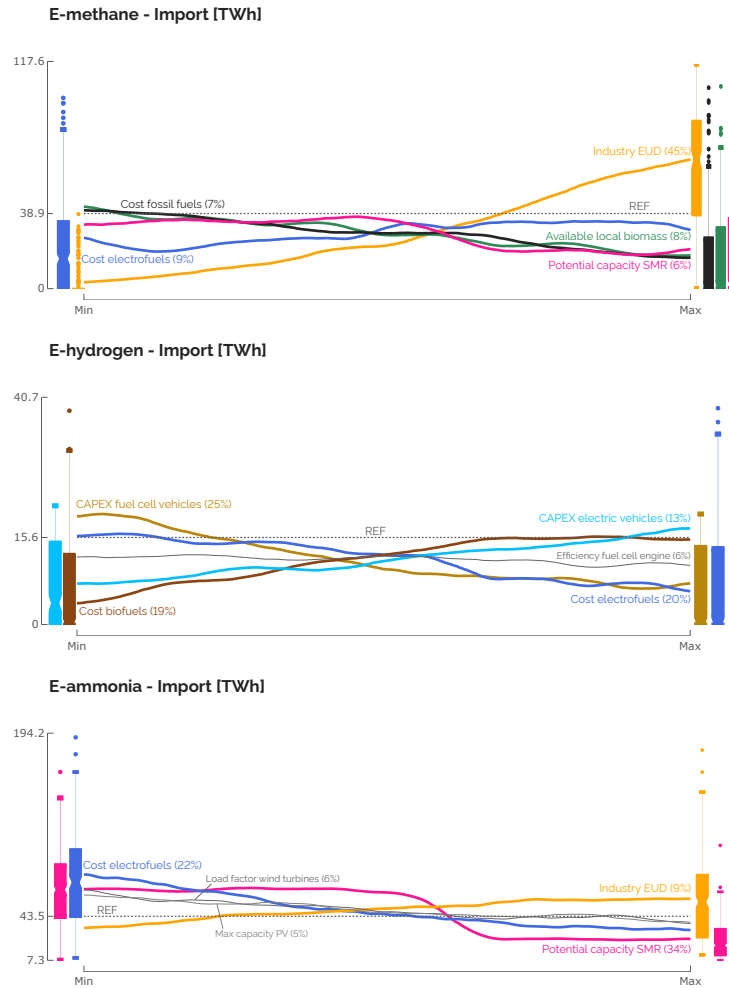 E-methane - Import [TWh]
117.6
Industry EUD (45%)
Cost fossil fuels (7%)
REF
38.9
Available local biomass (8%)
Cost electrofuels (9%)
Potential capacity SMR (6%)
0
Min
Max
E-hydrogen - Import [TWh]
40.7
CAPEX fuel cell vehicles (25%)
CAPEX electric vehicles (13%)
REF
15.6
Efficiency fuel cell engine (6%)
Cost electrofuels (20%)
Cost biofuels (19%)
0
Min
Max
E-ammonia - Import [TWh]
194.2
Cost electrofuels (22%)
Load factor wind turbines (6%)
Industry EUD (9%)
REF
43.5
Max capacity PV (5%)
Potential capacity SMR (34%)
7.3
Min
Max